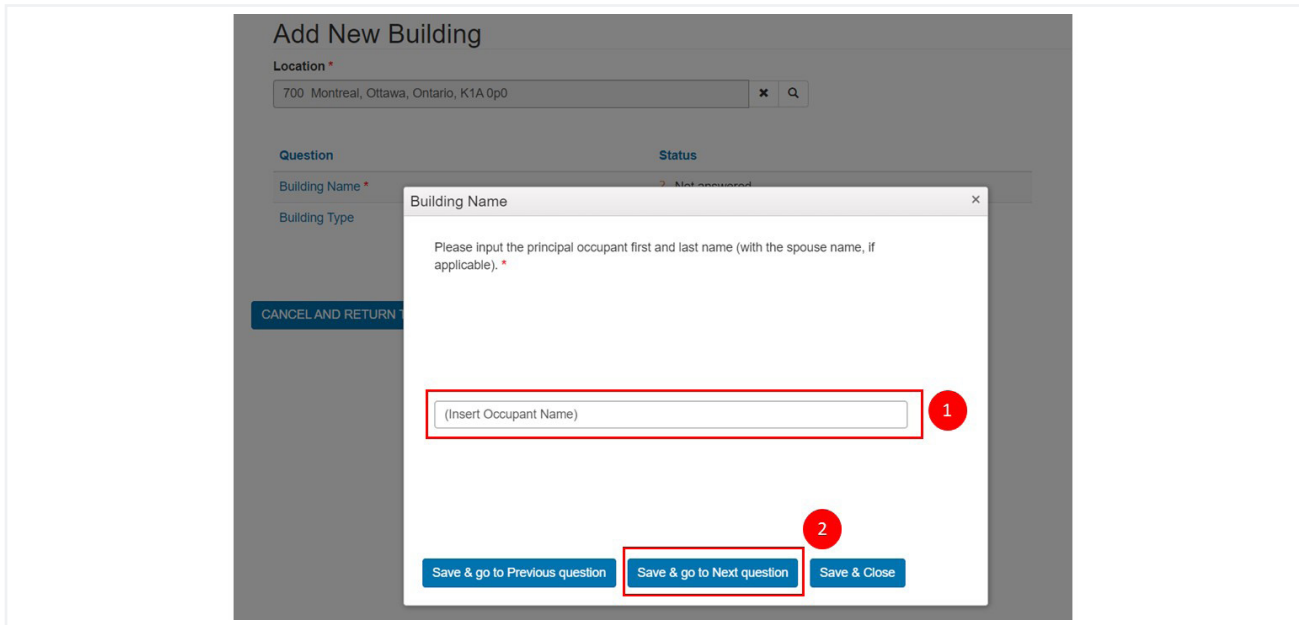 Add New Building
Location *
700 Montreal, Ottawa, Ontario, K1A 0p0
Question Status
Building Name * ? Not answered
Building Type
Building Name
Please input the principal occupant first and last name (with the spouse name, if
applicable). *
CANCEL AND RETURN T
(Insert Occupant Name)
1
2
Save & go to Previous question Save & go to Next question Save & Close